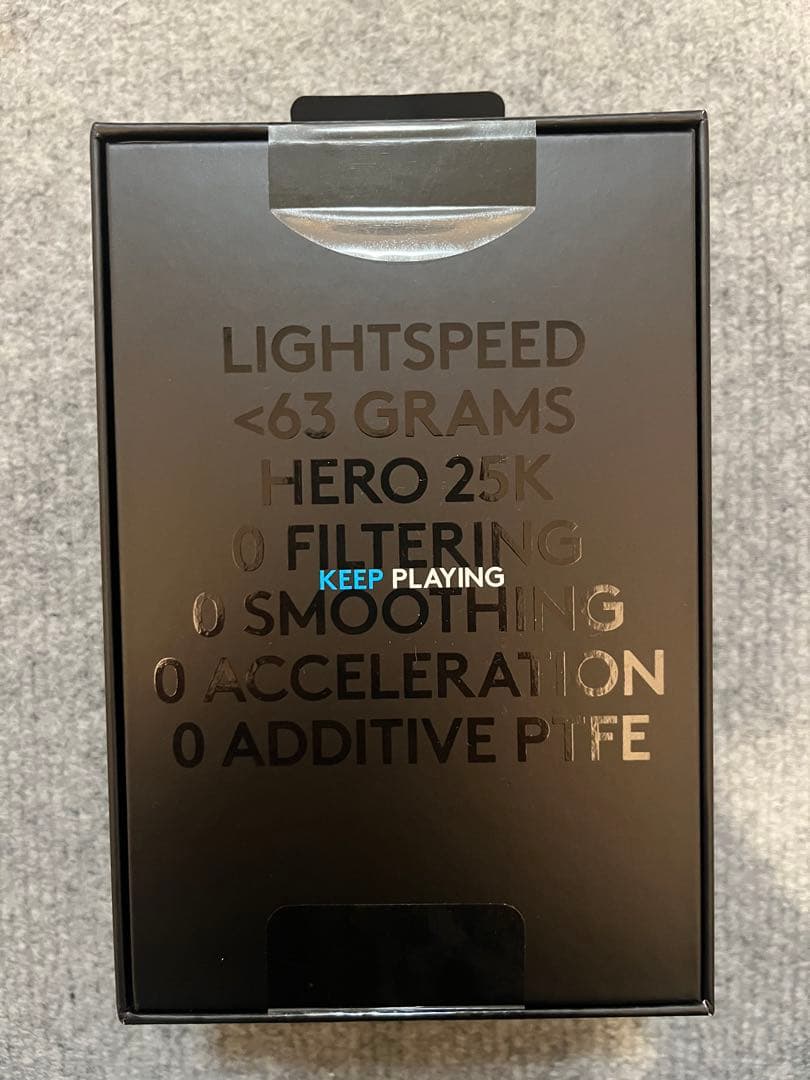 LIGHTSPEED
<63 GRAMS
HERO 25K
0 FILTERING
KEEP PLAYING
0 SMOOTHING
0 ACCELERATION
0 ADDITIVE PTFE